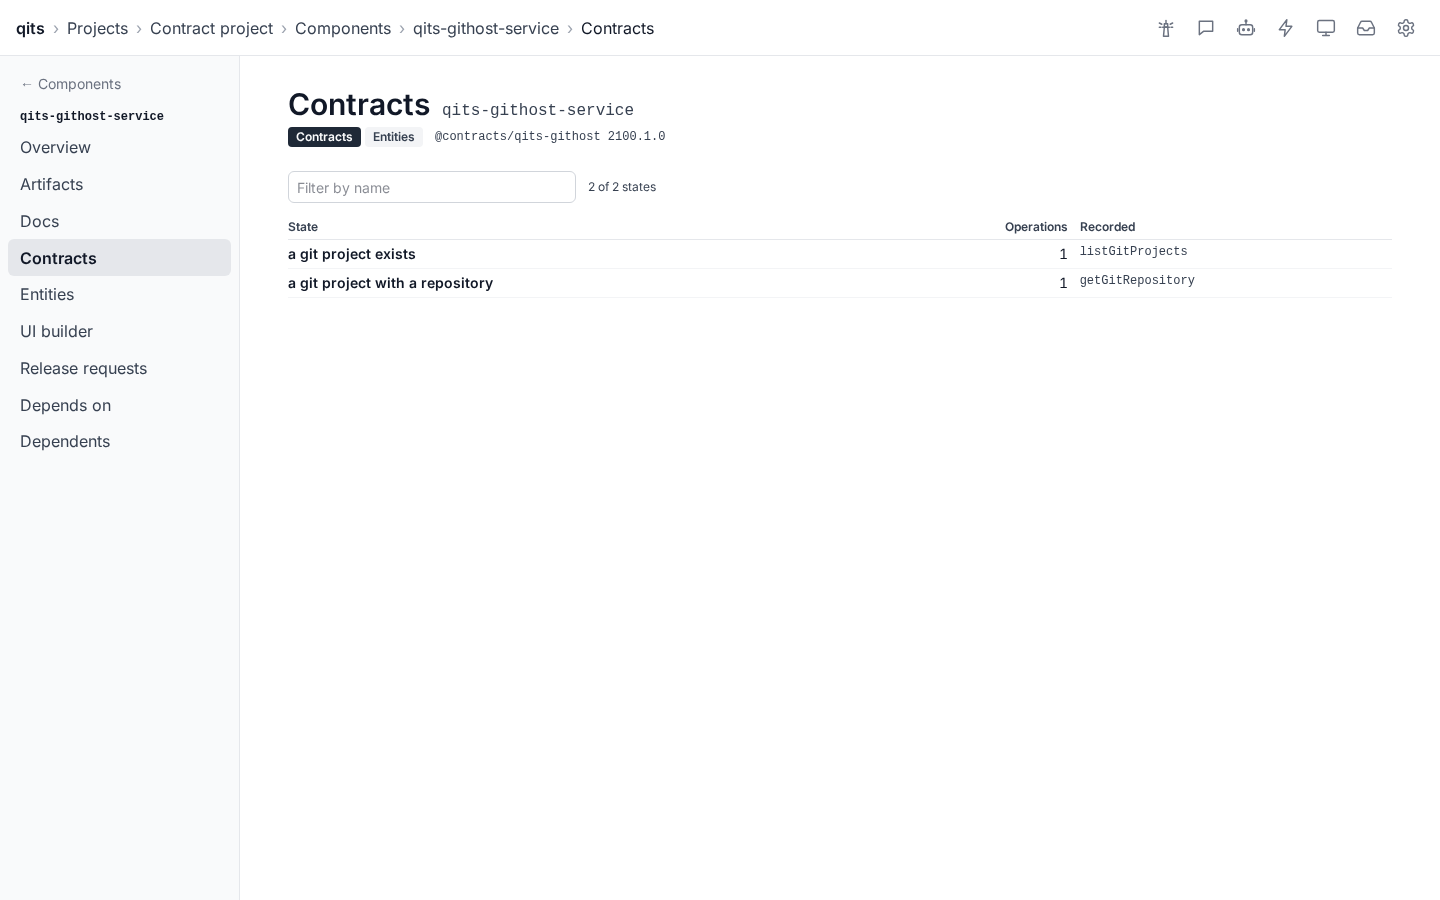 qits › Projects › Contract project › Components › qits-githost-service › Contracts
← Components
qits-githost-service
Overview
Artifacts
Docs
Contracts
Entities
UI builder
Release requests
Depends on
Dependents
Contracts qits-githost-service
Contracts Entities @contracts/qits-githost 2100.1.0
Filter by name 2 of 2 states
State Operations Recorded
a git project exists 1 listGitProjects
a git project with a repository 1 getGitRepository